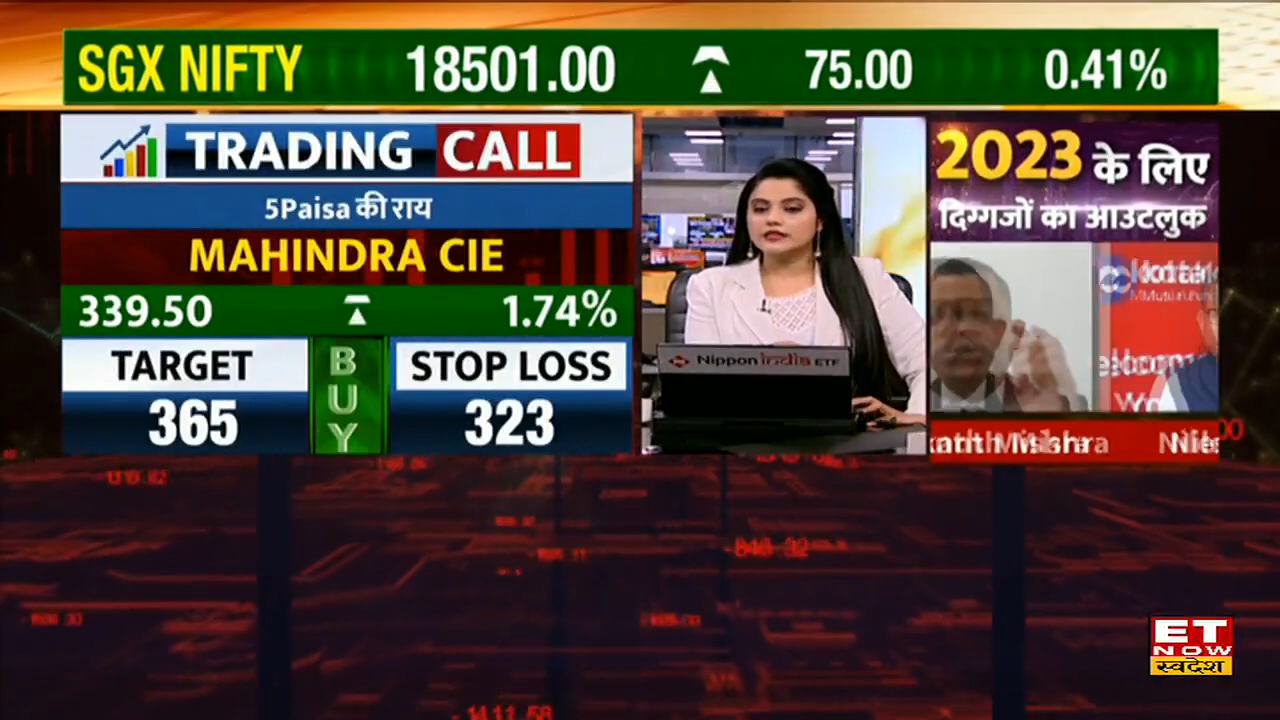 SGX NIFTY 18501.00 75.00 0.41%
TRADING CALL
5Paisa की राय
MAHINDRA CIE
339.50 1.74%
TARGET
365
BUY
STOP LOSS
323
Nippon india ETF
2023 के लिए
दिग्गजों का आउटलुक
ET
NOW
स्वदेश